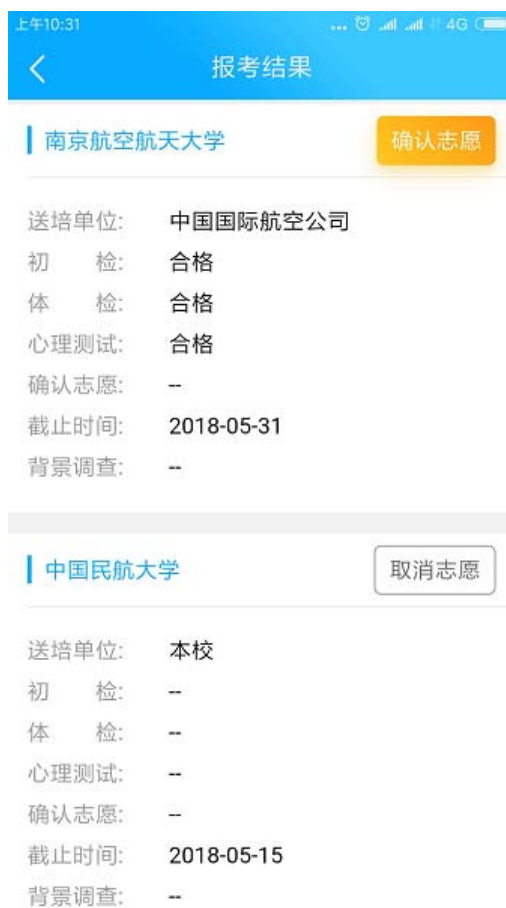 上午10:31 ... 4G
报考结果
南京航空航天大学 确认志愿
送培单位: 中国国际航空公司
初 检: 合格
体 检: 合格
心理测试: 合格
确认志愿: --
截止时间: 2018-05-31
背景调查: --
中国民航大学 取消志愿
送培单位: 本校
初 检: --
体 检: --
心理测试: --
确认志愿: --
截止时间: 2018-05-15
背景调查: --